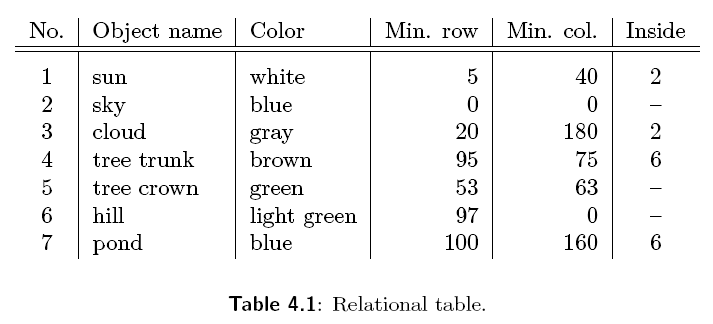 No. Object name Color Min. row Min. col. Inside
1 sun white 5 40 2
2 sky blue 0 0 –
3 cloud gray 20 180 2
4 tree trunk brown 95 75 6
5 tree crown green 53 63 –
6 hill light green 97 0 –
7 pond blue 100 160 6
Table 4.1: Relational table.